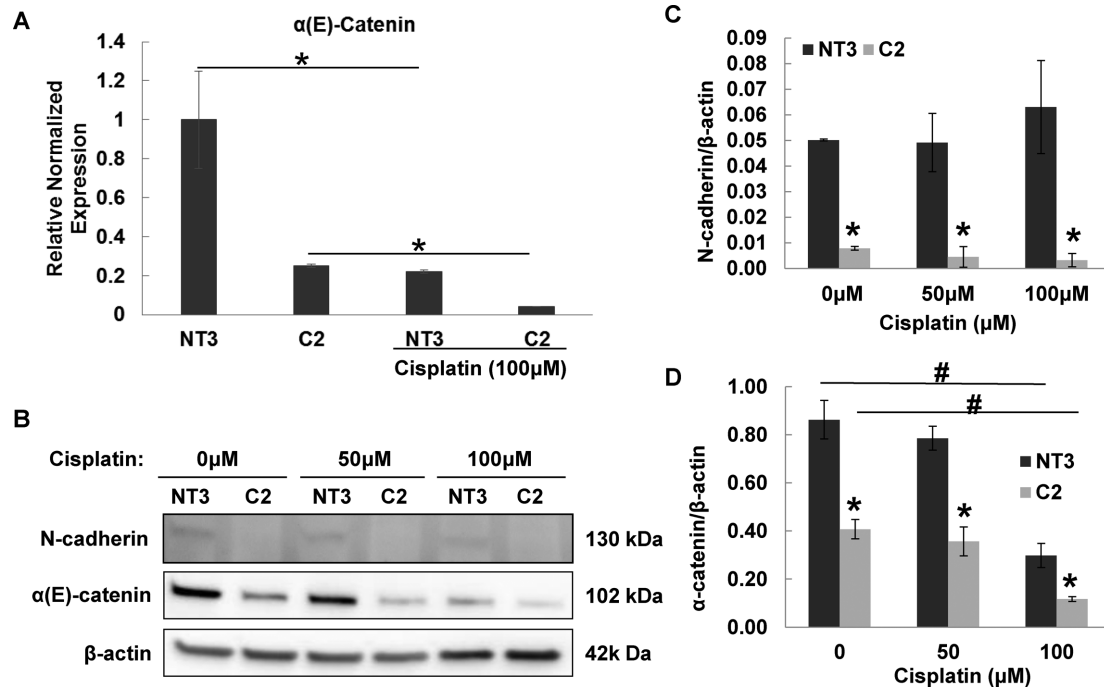 A
α(E)-Catenin
Relative Normalized
Expression
1.4
1.2
1
0.8
0.6
0.4
0.2
0
*
*
NT3 C2 NT3 C2
Cisplatin (100µM)
B
Cisplatin: 0µM 50µM 100µM
NT3 C2 NT3 C2 NT3 C2
N-cadherin 130 kDa
α(E)-catenin 102 kDa
β-actin 42k Da
C
N-cadherin/β-actin
0.09
0.08
0.07
0.06
0.05
0.04
0.03
0.02
0.01
0.00
NT3 C2
* * *
0µM 50µM 100µM
Cisplatin (µM)
D
α-catenin/β-actin
1.00
0.80
0.60
0.40
0.20
0.00
#
#
NT3
C2
* * *
0 50 100
Cisplatin (µM)